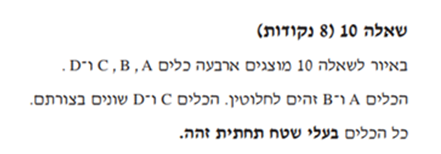 שאלה 10 (8 נקודות)
באיור לשאלה 10 מוצגים ארבעה כלים C , B , A ו־D .
הכלים A ו־B זהים לחלוטין. הכלים C ו־D שונים בצורתם.
כל הכלים בעלי שטח תחתית זהה.